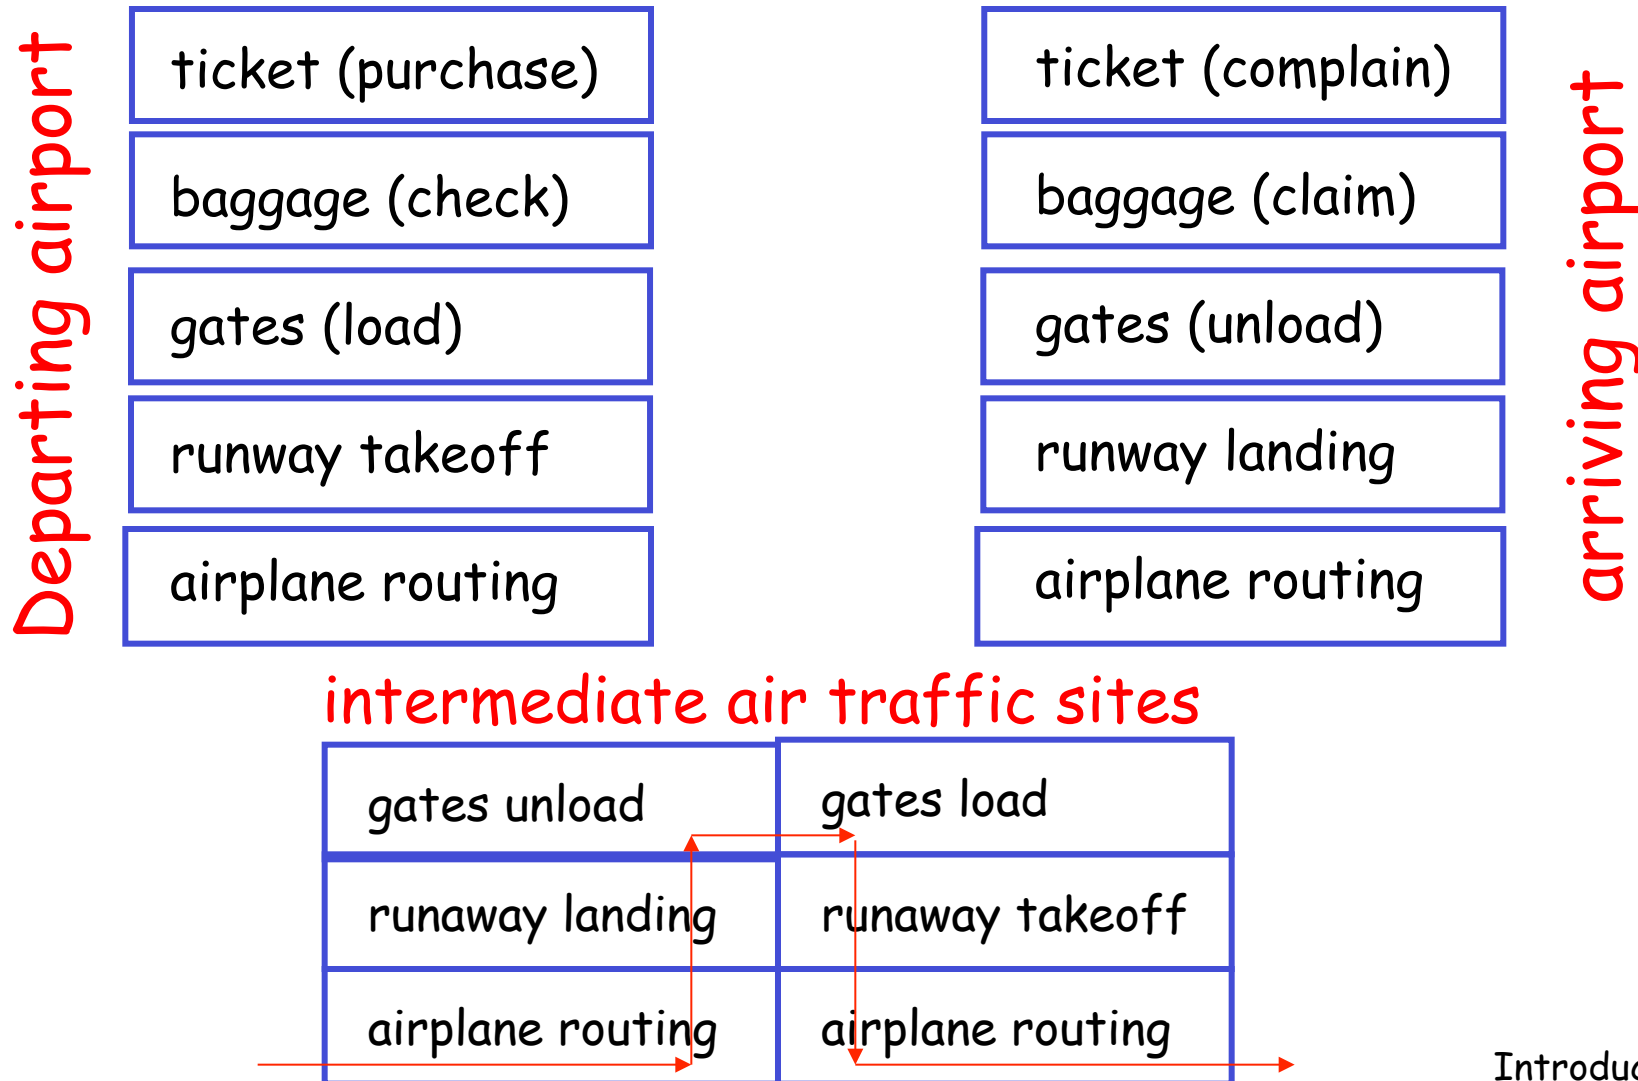 Departing airport
ticket (purchase)
baggage (check)
gates (load)
runway takeoff
airplane routing
ticket (complain)
baggage (claim)
gates (unload)
runway landing
airplane routing
arriving airport
intermediate air traffic sites
gates unload
gates load
runaway landing
runaway takeoff
airplane routing
airplane routing